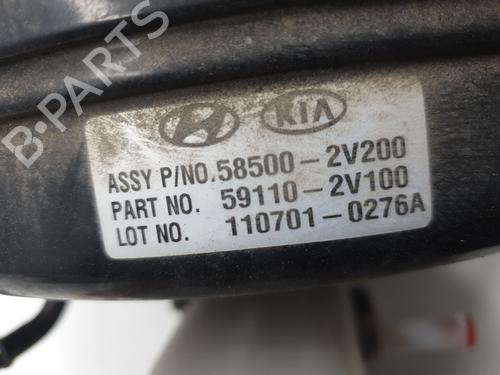 KIA
ASSY P/NO.58500-2V200
PART NO. 59110-2V100
LOT NO. 110701-0276A
B-PARTS